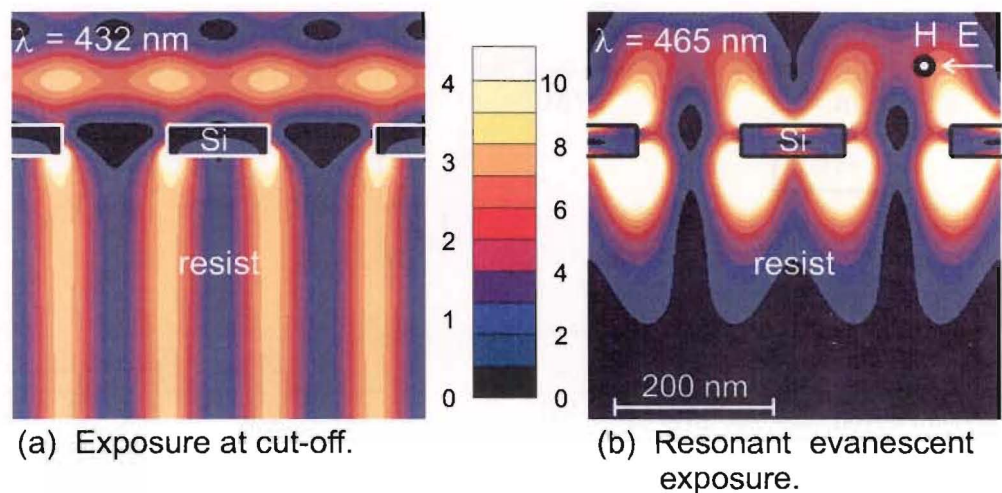 λ = 432 nm
Si
resist
4
3
2
1
0
10
8
6
4
2
0
λ = 465 nm
H E
Si
resist
200 nm
(a) Exposure at cut-off.
(b) Resonant evanescent
exposure.